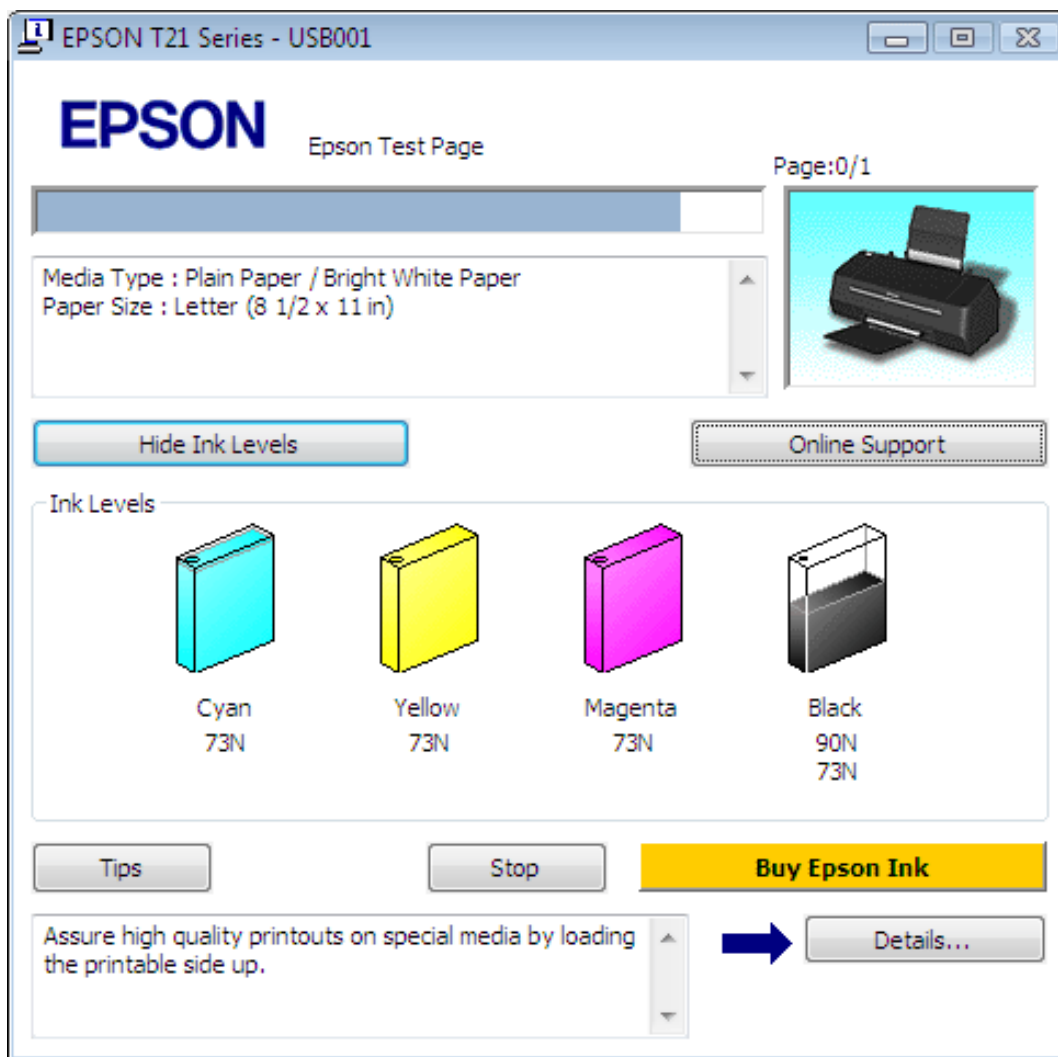 EPSON T21 Series - USB001
EPSON
Epson Test Page
Page:0/1
Media Type : Plain Paper / Bright White Paper
Paper Size : Letter (8 1/2 x 11 in)
Hide Ink Levels
Online Support
Ink Levels
Cyan
Yellow
Magenta
Black
73N
73N
73N
90N
73N
Tips
Stop
Buy Epson Ink
Assure high quality printouts on special media by loading
the printable side up.
Details...